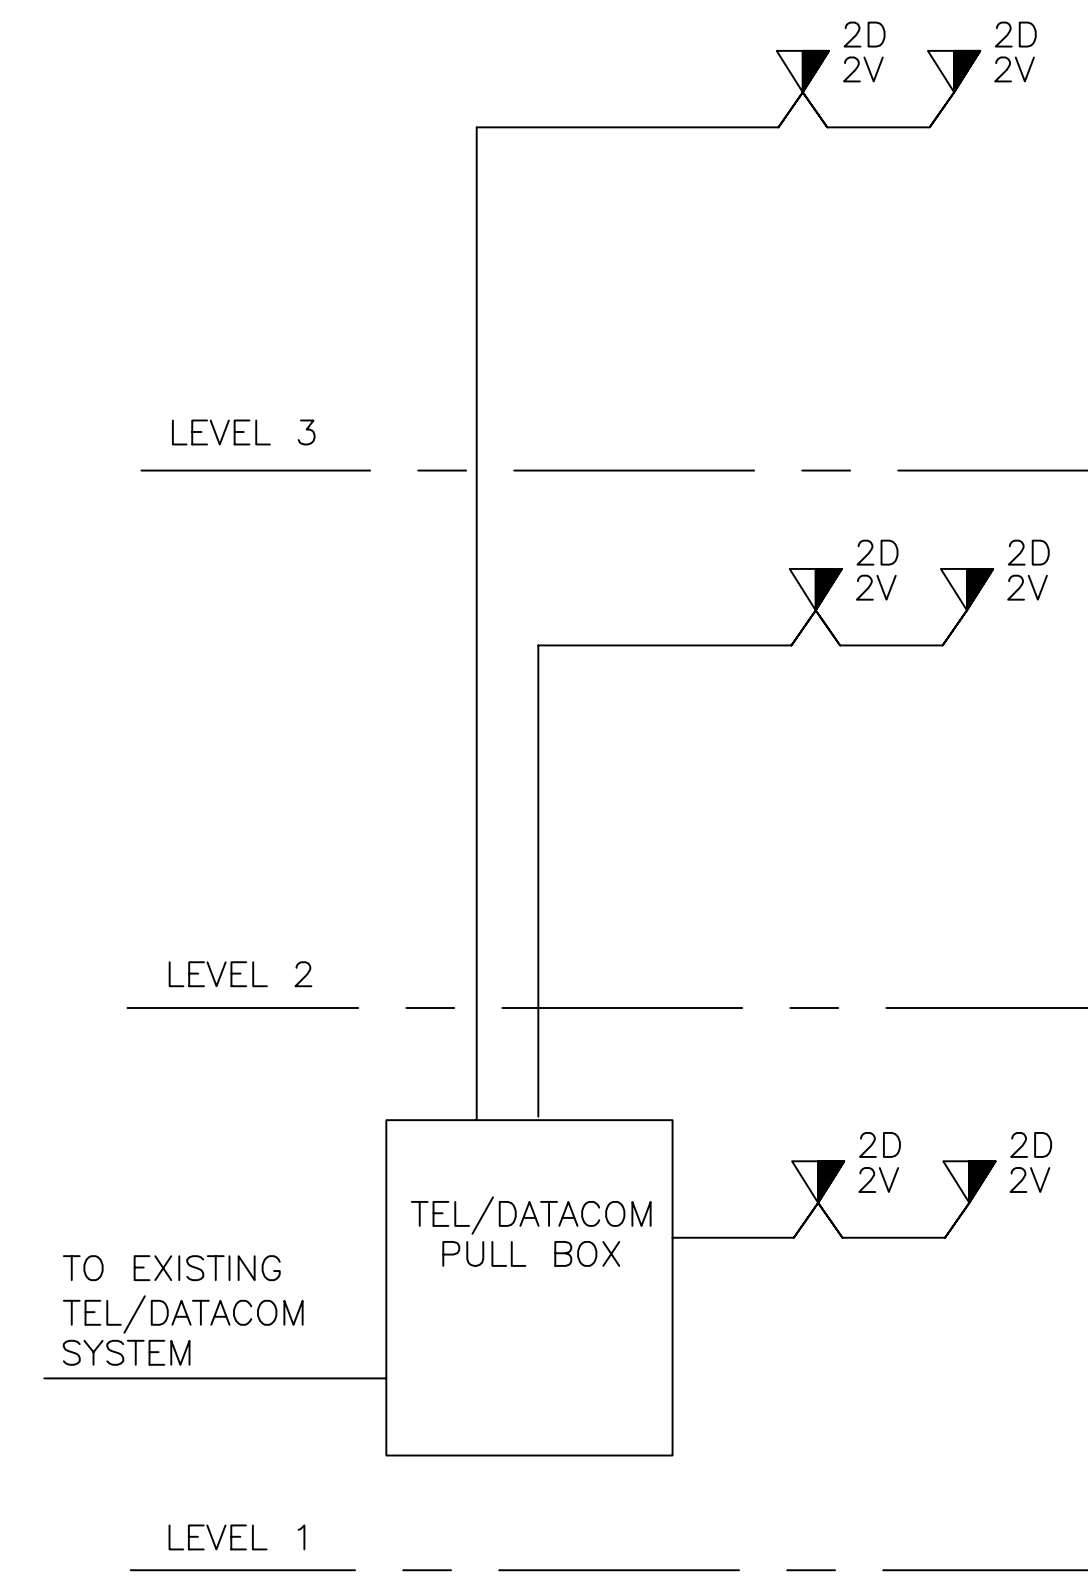 2D
2V
2D
2V
LEVEL 3
2D
2V
2D
2V
LEVEL 2
2D
2V
2D
2V
TEL/DATACOM
PULL BOX
TO EXISTING
TEL/DATACOM
SYSTEM
LEVEL 1